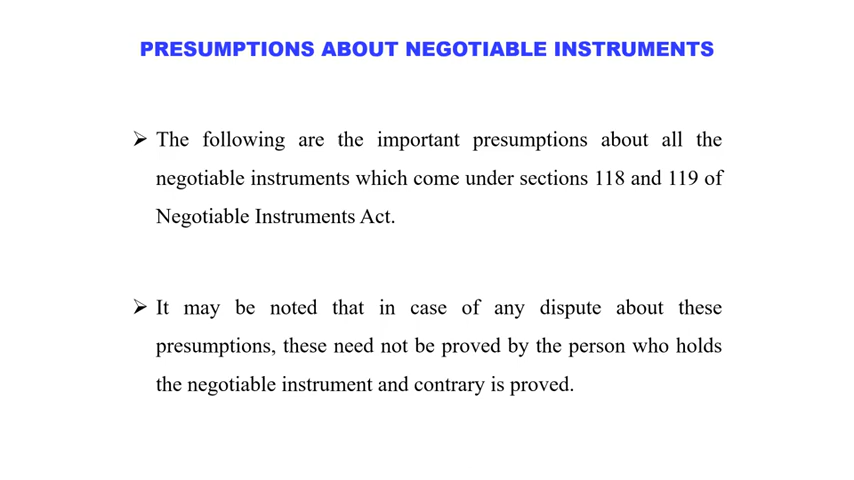 PRESUMPTIONS ABOUT NEGOTIABLE INSTRUMENTS
➢ The following are the important presumptions about all the
negotiable instruments which come under sections 118 and 119 of
Negotiable Instruments Act.
➢ It may be noted that in case of any dispute about these
presumptions, these need not be proved by the person who holds
the negotiable instrument and contrary is proved.